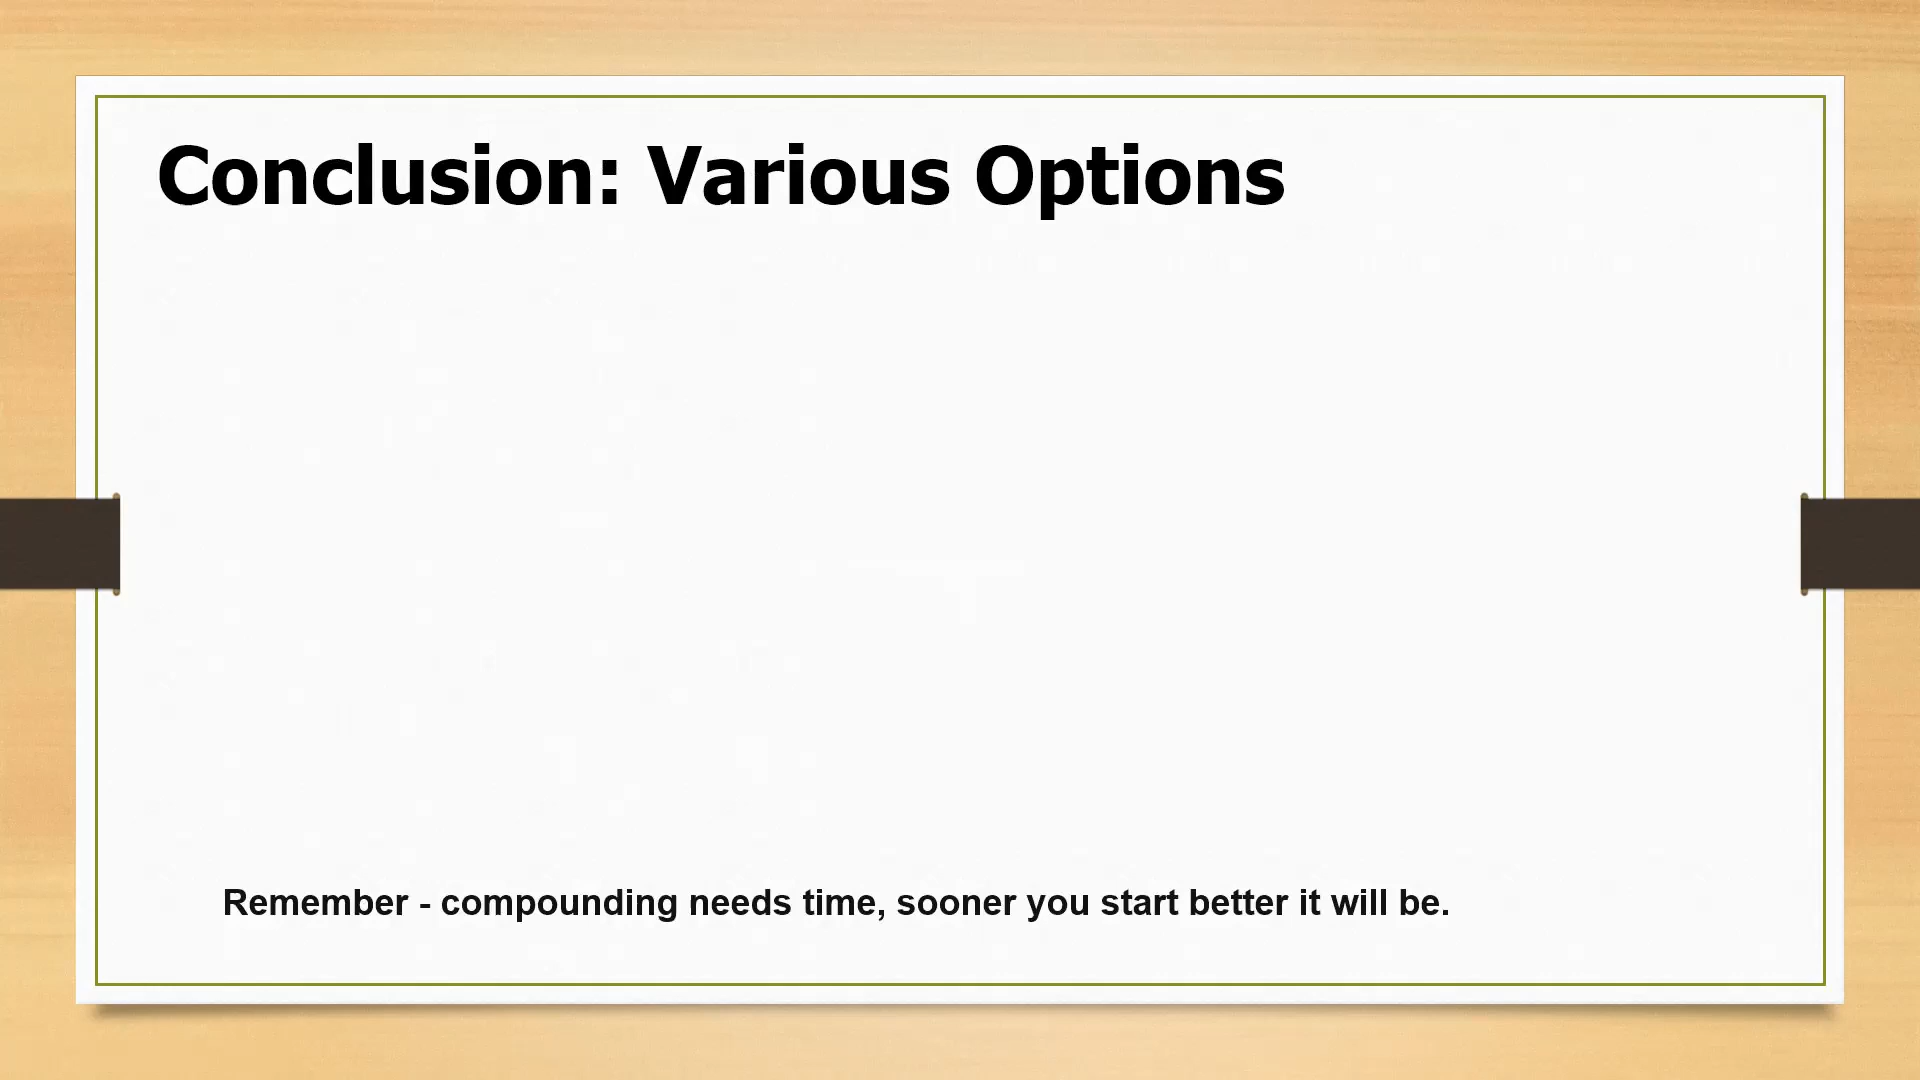 Conclusion: Various Options
Remember - compounding needs time, sooner you start better it will be.